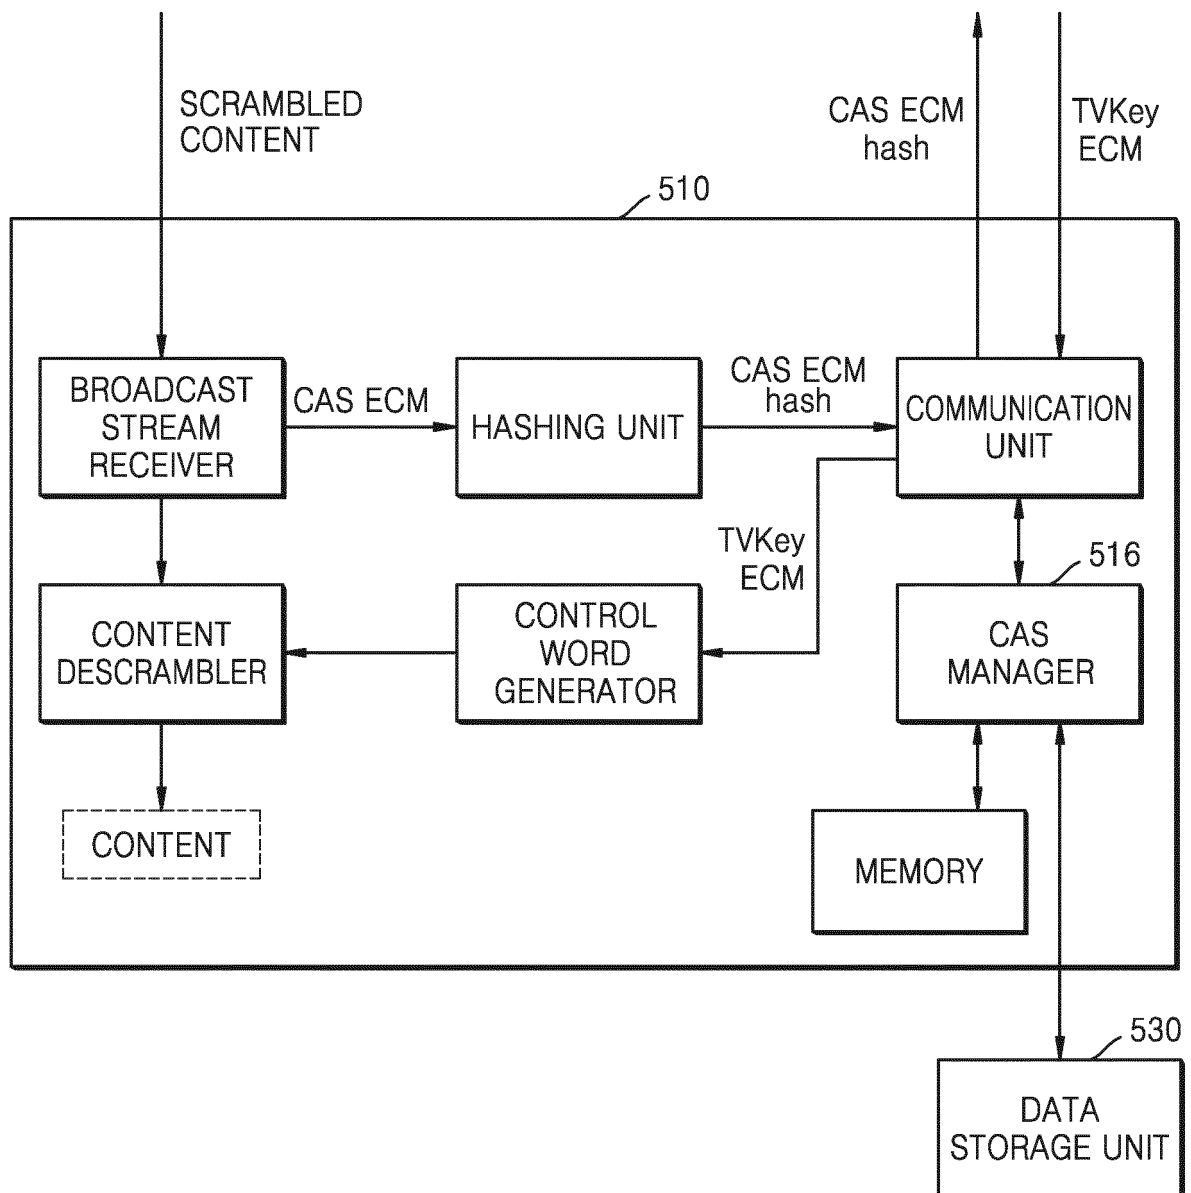 SCRAMBLED
CONTENT
CAS ECM
hash
TVKey
ECM
510
BROADCAST
STREAM
RECEIVER
CAS ECM
HASHING UNIT
CAS ECM
hash
COMMUNICATION
UNIT
TVKey
ECM
516
CONTENT
DESCRAMBLER
CONTROL
WORD
GENERATOR
CAS
MANAGER
CONTENT
MEMORY
530
DATA
STORAGE UNIT